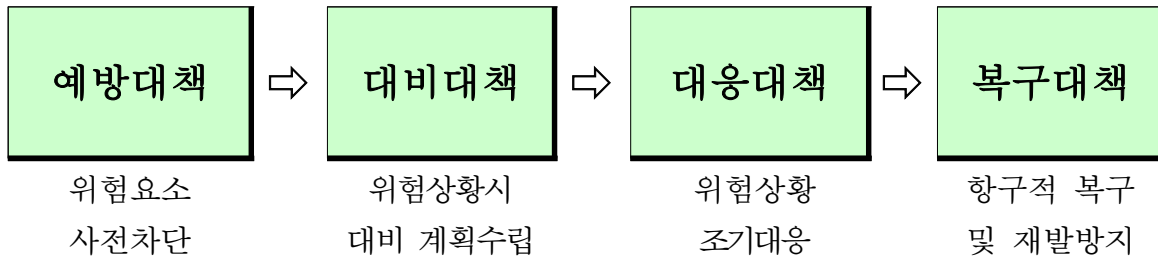 예방대책 ⇨ 대비대책 ⇨ 대응대책 ⇨ 복구대책
위험요소 위험상황시 위험상황 항구적 복구
사전차단 대비 계획수립 조기대응 및 재발방지